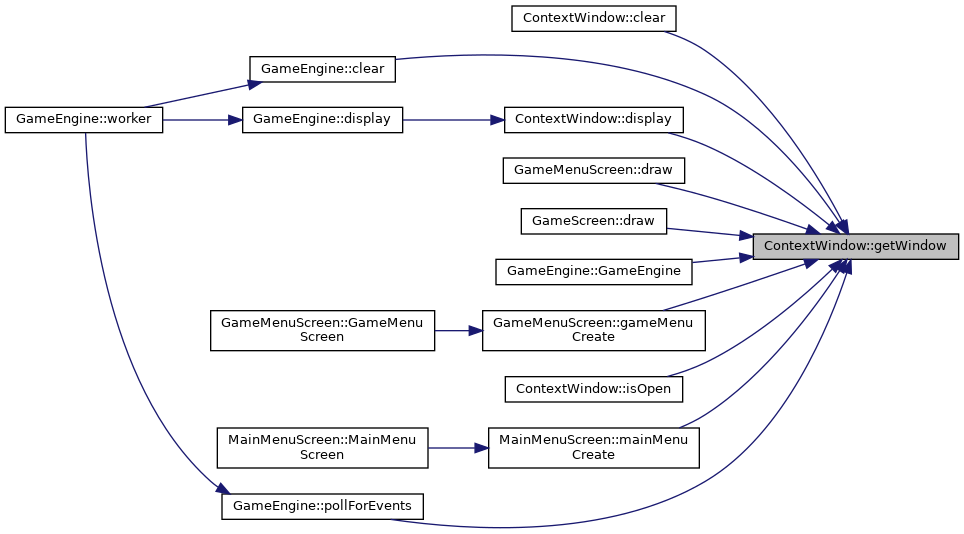 ContextWindow::clear
GameEngine::clear
GameEngine::worker
GameEngine::display
ContextWindow::display
GameMenuScreen::draw
GameScreen::draw
ContextWindow::getWindow
GameEngine::GameEngine
GameMenuScreen::GameMenu
Screen
GameMenuScreen::gameMenu
Create
ContextWindow::isOpen
MainMenuScreen::MainMenu
Screen
MainMenuScreen::mainMenu
Create
GameEngine::pollForEvents